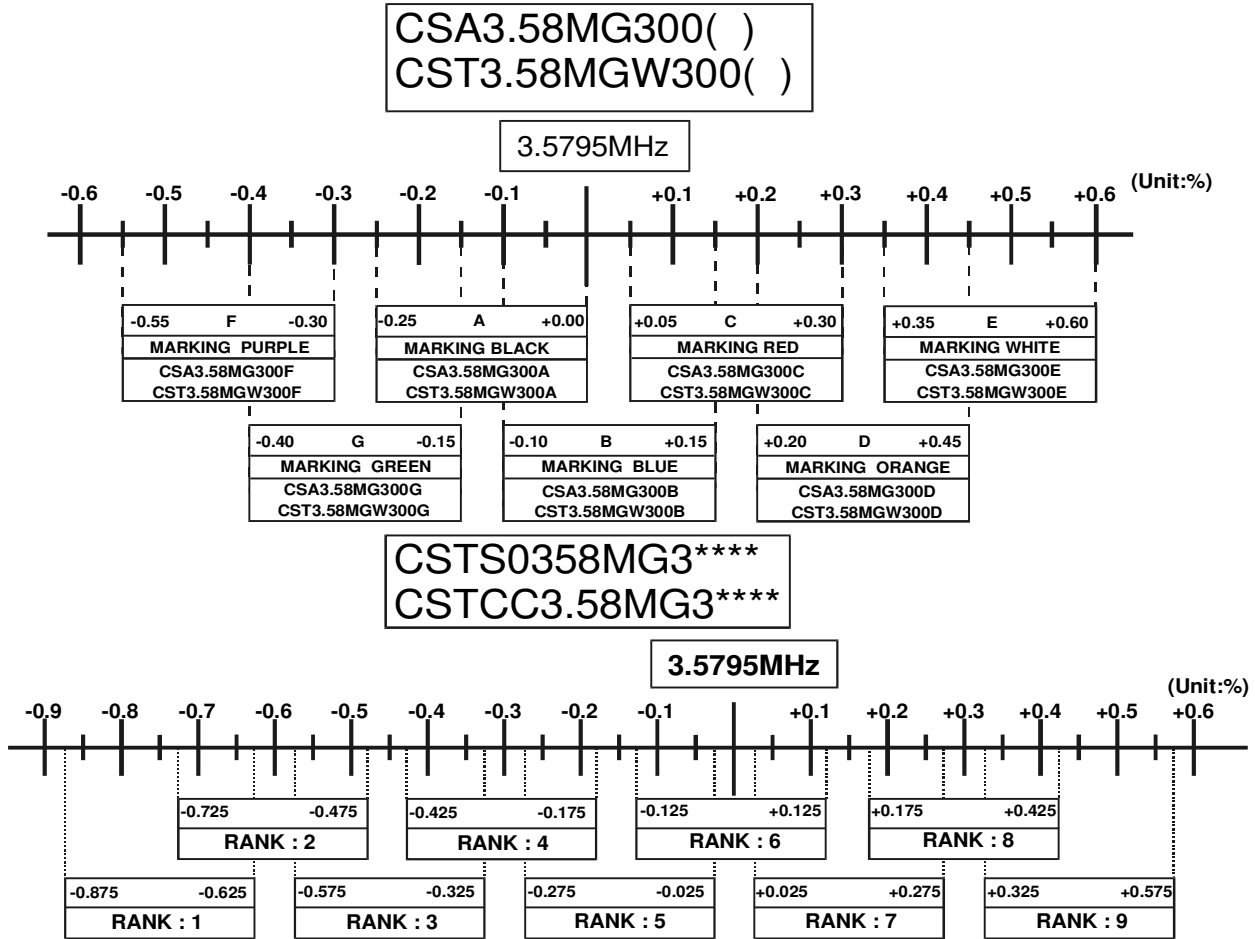 CSA3.58MG300( )
CST3.58MGW300( )
3.5795MHz
(Unit:%)
-0.6 -0.5 -0.4 -0.3 -0.2 -0.1 +0.1 +0.2 +0.3 +0.4 +0.5 +0.6
-0.55 F -0.30
MARKING PURPLE
CSA3.58MG300F
CST3.58MGW300F
-0.25 A +0.00
MARKING BLACK
CSA3.58MG300A
CST3.58MGW300A
+0.05 C +0.30
MARKING RED
CSA3.58MG300C
CST3.58MGW300C
+0.35 E +0.60
MARKING WHITE
CSA3.58MG300E
CST3.58MGW300E
-0.40 G -0.15
MARKING GREEN
CSA3.58MG300G
CST3.58MGW300G
-0.10 B +0.15
MARKING BLUE
CSA3.58MG300B
CST3.58MGW300B
+0.20 D +0.45
MARKING ORANGE
CSA3.58MG300D
CST3.58MGW300D
CSTS0358MG3****
CSTCC3.58MG3****
3.5795MHz
(Unit:%)
-0.9 -0.8 -0.7 -0.6 -0.5 -0.4 -0.3 -0.2 -0.1 +0.1 +0.2 +0.3 +0.4 +0.5 +0.6
-0.725 -0.475
RANK : 2
-0.425 -0.175
RANK : 4
-0.125 +0.125
RANK : 6
+0.175 +0.425
RANK : 8
-0.875 -0.625
RANK : 1
-0.575 -0.325
RANK : 3
-0.275 -0.025
RANK : 5
+0.025 +0.275
RANK : 7
+0.325 +0.575
RANK : 9